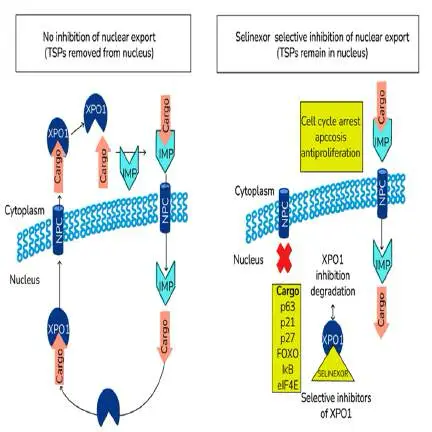 No inhibition of nuclear export
(TSPs removed from nucleus)
XPO1
Cargo
XPO1
Cargo
IMP
Cargo
IMP
Cytoplasm
NPC
NPC
Nucleus
IMP
Cargo
XPO1
Cargo
Selinexor selective inhibition of nuclear export
(TSPs remain in nucleus)
Cell cycle arrest
apccosis
antiproliferation
Cargo
IMP
Cytoplasm
NPC
NPC
Nucleus
XPO1
inhibition
degradation
IMP
Cargo
Cargo
p63
p21
p27
FOXO
IκB
eIF4E
XPO1
SELINEXOR
Selective inhibitors
of XPO1